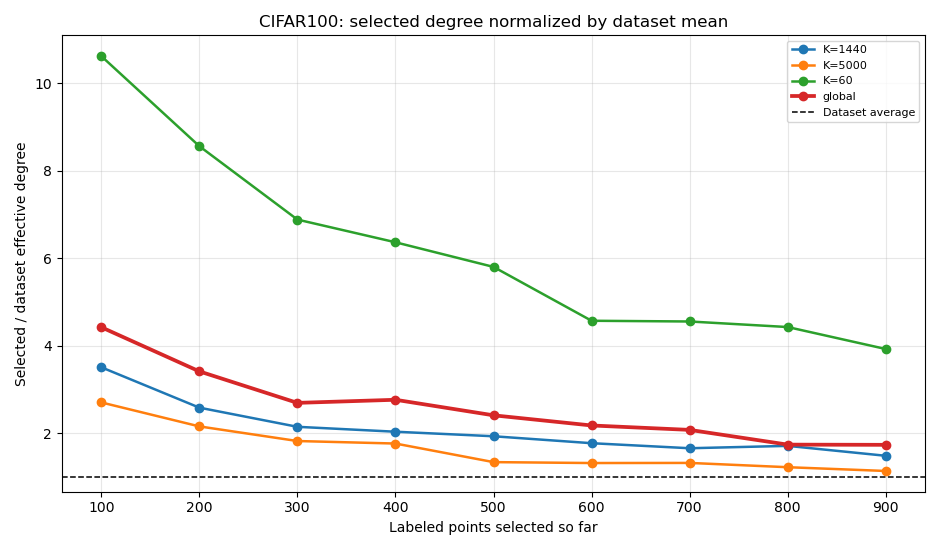 CIFAR100: selected degree normalized by dataset mean
Selected / dataset effective degree
10
8
6
4
2
K=1440
K=5000
K=60
global
Dataset average
100 200 300 400 500 600 700 800 900
Labeled points selected so far